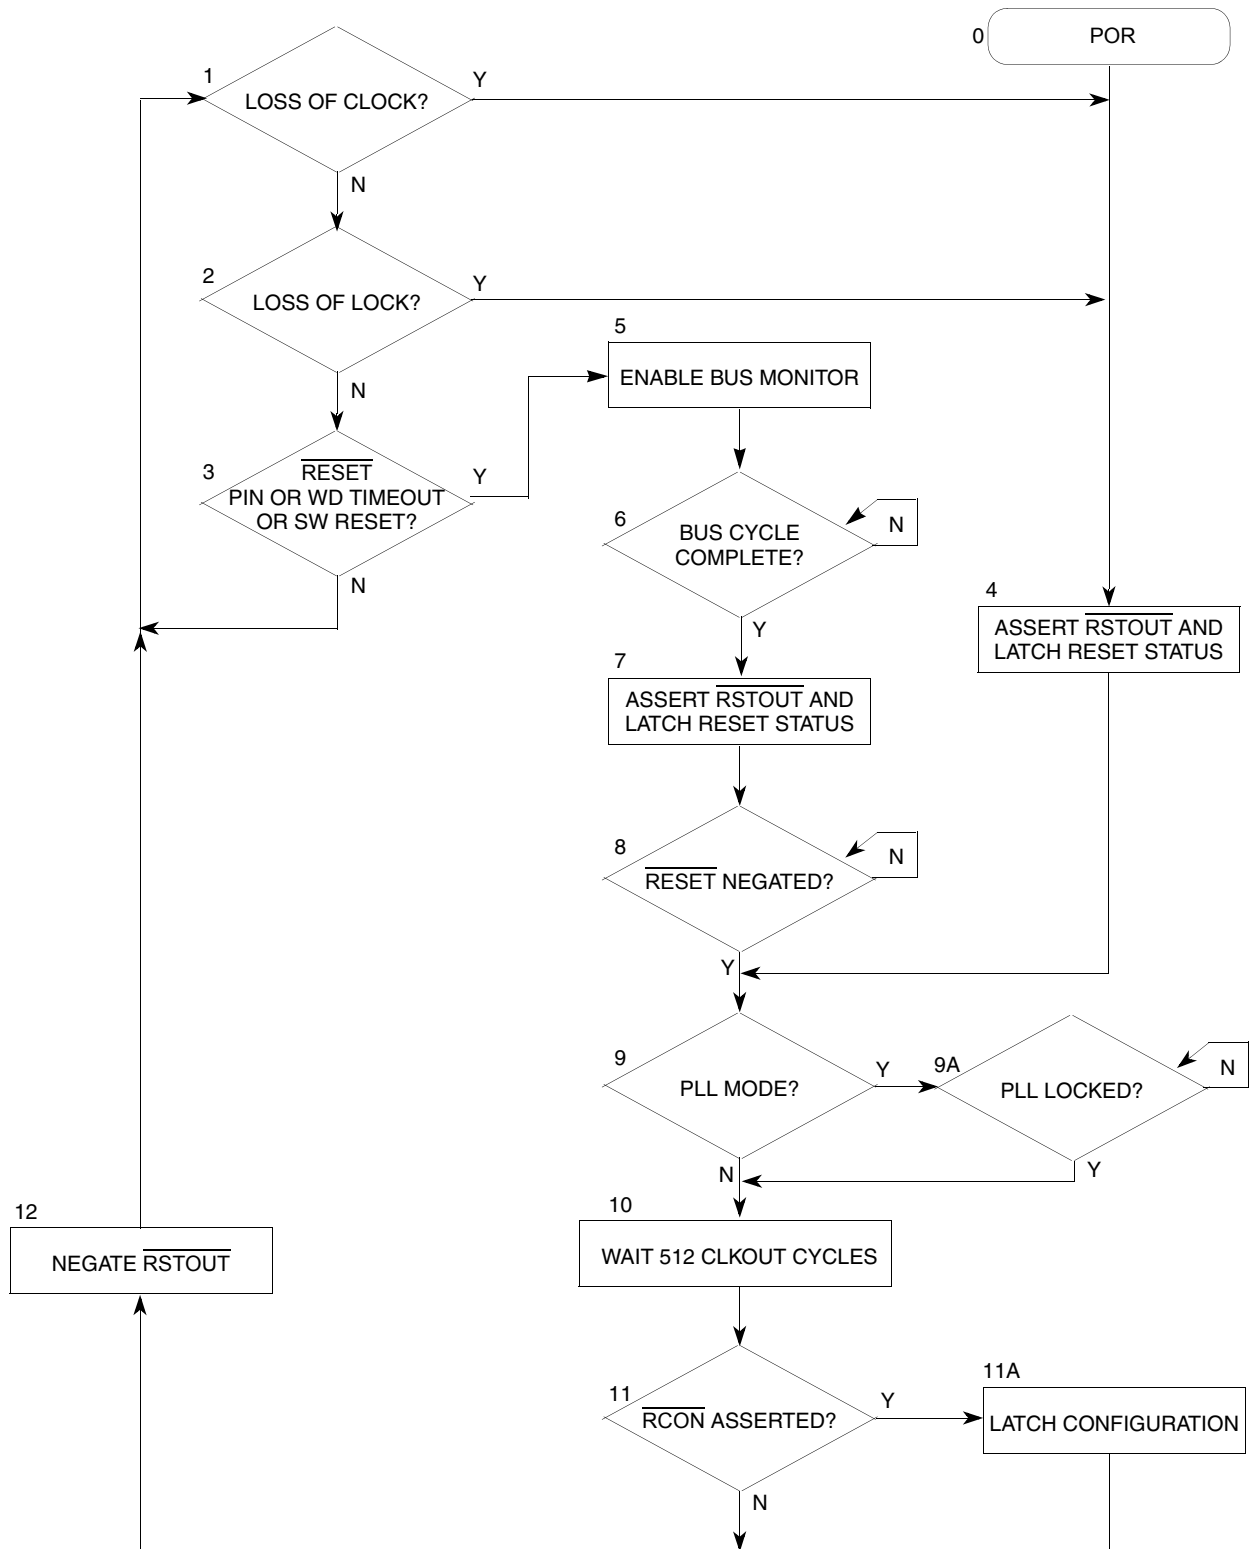 0
POR
1
LOSS OF CLOCK?
Y
N
2
LOSS OF LOCK?
Y
N
3
RESET
PIN OR WD TIMEOUT
OR SW RESET?
Y
N
5
ENABLE BUS MONITOR
6
BUS CYCLE
COMPLETE?
N
Y
4
ASSERT RSTOUT AND
LATCH RESET STATUS
7
ASSERT RSTOUT AND
LATCH RESET STATUS
8
RESET NEGATED?
N
Y
9
PLL MODE?
Y
N
9A
PLL LOCKED?
N
Y
10
WAIT 512 CLKOUT CYCLES
12
NEGATE RSTOUT
11
RCON ASSERTED?
Y
N
11A
LATCH CONFIGURATION